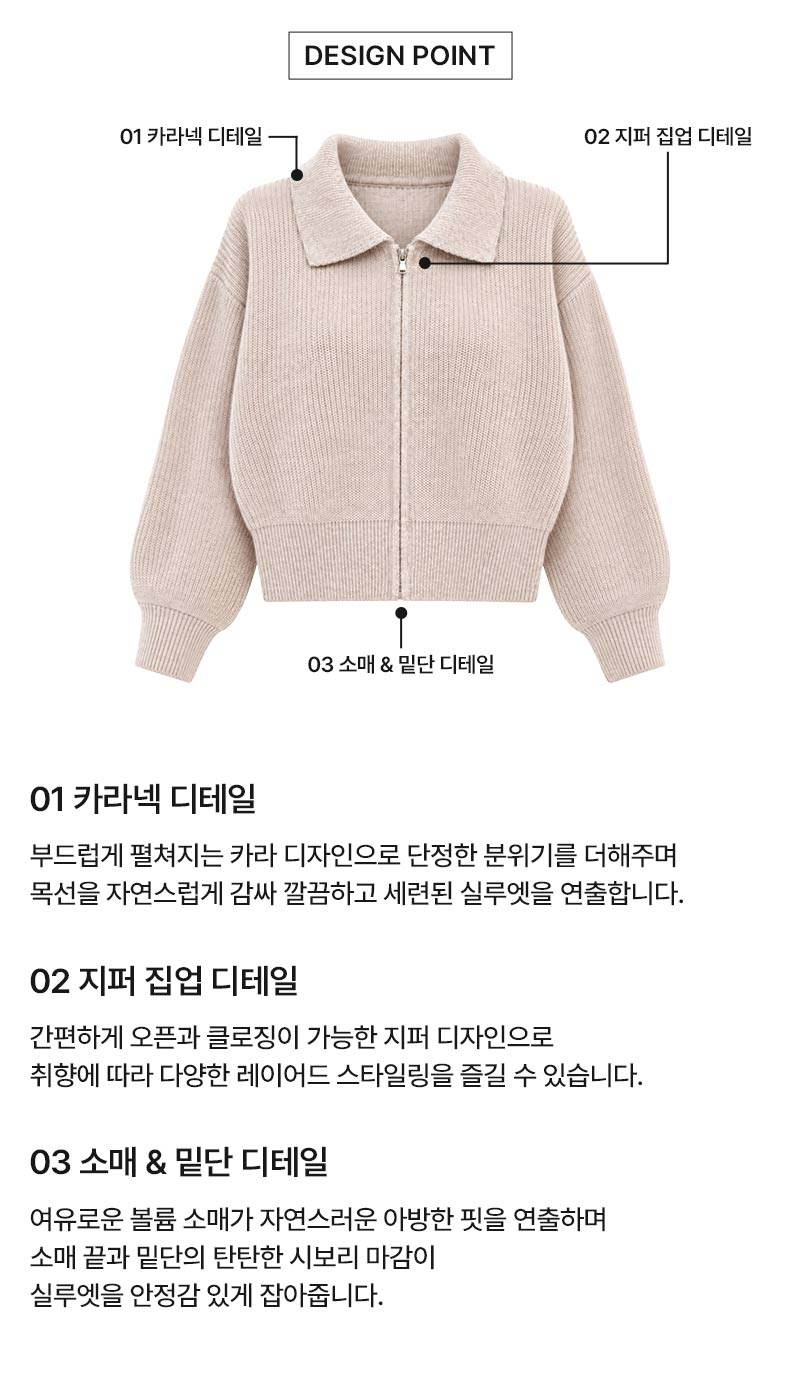 DESIGN POINT
01 카라넥 디테일
02 지퍼 집업 디테일
03 소매 & 밑단 디테일
01 카라넥 디테일
부드럽게 펼쳐지는 카라 디자인으로 단정한 분위기를 더해주며
목선을 자연스럽게 감싸 깔끔하고 세련된 실루엣을 연출합니다.
02 지퍼 집업 디테일
간편하게 오픈과 클로징이 가능한 지퍼 디자인으로
취향에 따라 다양한 레이어드 스타일링을 즐길 수 있습니다.
03 소매 & 밑단 디테일
여유로운 볼륨 소매가 자연스러운 아방한 핏을 연출하며
소매 끝과 밑단의 탄탄한 시보리 마감이
실루엣을 안정감 있게 잡아줍니다.